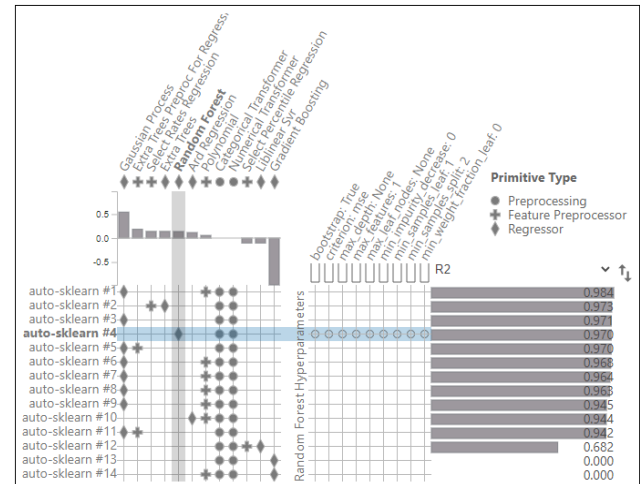 Gaussian Process
Extra Trees Preproc For Regress
Select Rates Regression
Extra Trees
Random Forest
Ard Regression
Polynomial
Categorical Transformer
Numerical Transformer
Select Percentile Regression
Liblinear Svr
Gradient Boosting
bootstrap: True
criterion: mse
max_depth: None
max_features: 1
max_leaf_nodes: None
min_impurity_decrease: 0
min_samples_leaf: 1
min_samples_split: 2
min_weight_fraction_leaf: 0
Primitive Type
Preprocessing
Feature Preprocessor
Regressor
0.5
0.0
-0.5
R2
Random Forest Hyperparameters
auto-sklearn #1 0.984
auto-sklearn #2 0.973
auto-sklearn #3 0.971
auto-sklearn #4 0.970
auto-sklearn #5 0.970
auto-sklearn #6 0.968
auto-sklearn #7 0.964
auto-sklearn #8 0.963
auto-sklearn #9 0.945
auto-sklearn #10 0.944
auto-sklearn #11 0.942
auto-sklearn #12 0.682
auto-sklearn #13 0.000
auto-sklearn #14 0.000